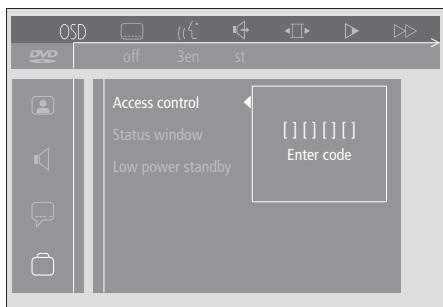 OSD
DVD off 3en st
Access control
Status window
Low power standby
[ ] [ ] [ ] [ ]
Enter code